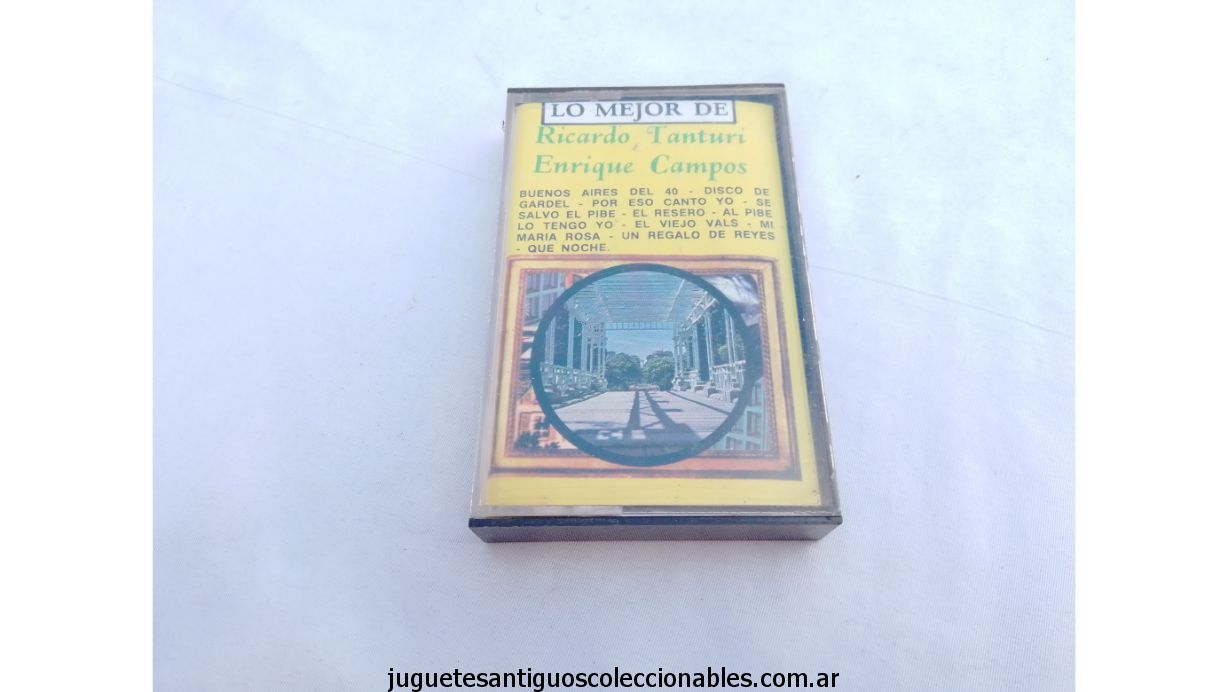 LO MEJOR DE
Ricardo Tanturi
Enrique Campos
BUENOS AIRES DEL 40 - DISCO DE
GARDEL - POR ESO CANTO YO - SE
SALVO EL PIBE - EL RESERO - AL PIBE
LO TENGO YO - EL VIEJO VALS - MI
MARIA ROSA - UN REGALO DE REYES
- QUE NOCHE.
juguetesantiguoscoleccionables.com.ar